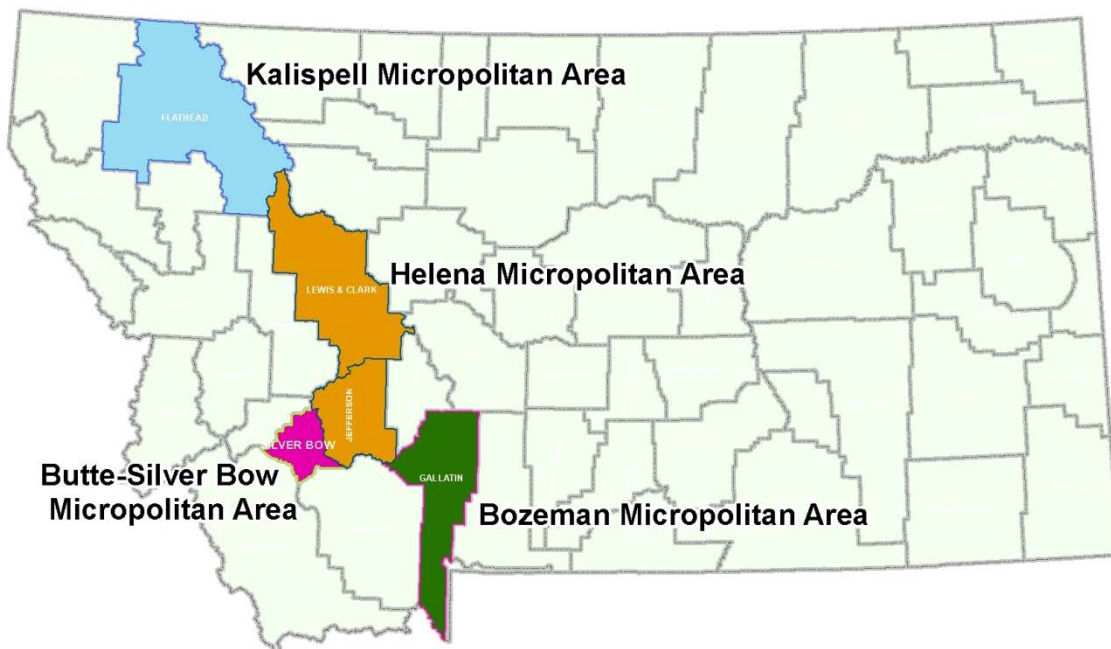 Kalispell Micropolitan Area
FLATHEAD
Helena Micropolitan Area
LEWIS & CLARK
JEFFERSON
SILVER BOW
Butte-Silver Bow
Micropolitan Area
GALLATIN
Bozeman Micropolitan Area